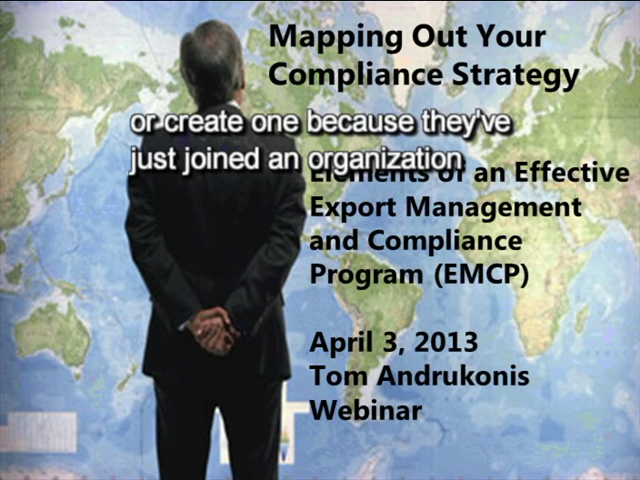 Mapping Out Your
Compliance Strategy
or create one because they've
just joined an organization
Elements of an Effective
Export Management
and Compliance
Program (EMCP)
April 3, 2013
Tom Andrukonis
Webinar